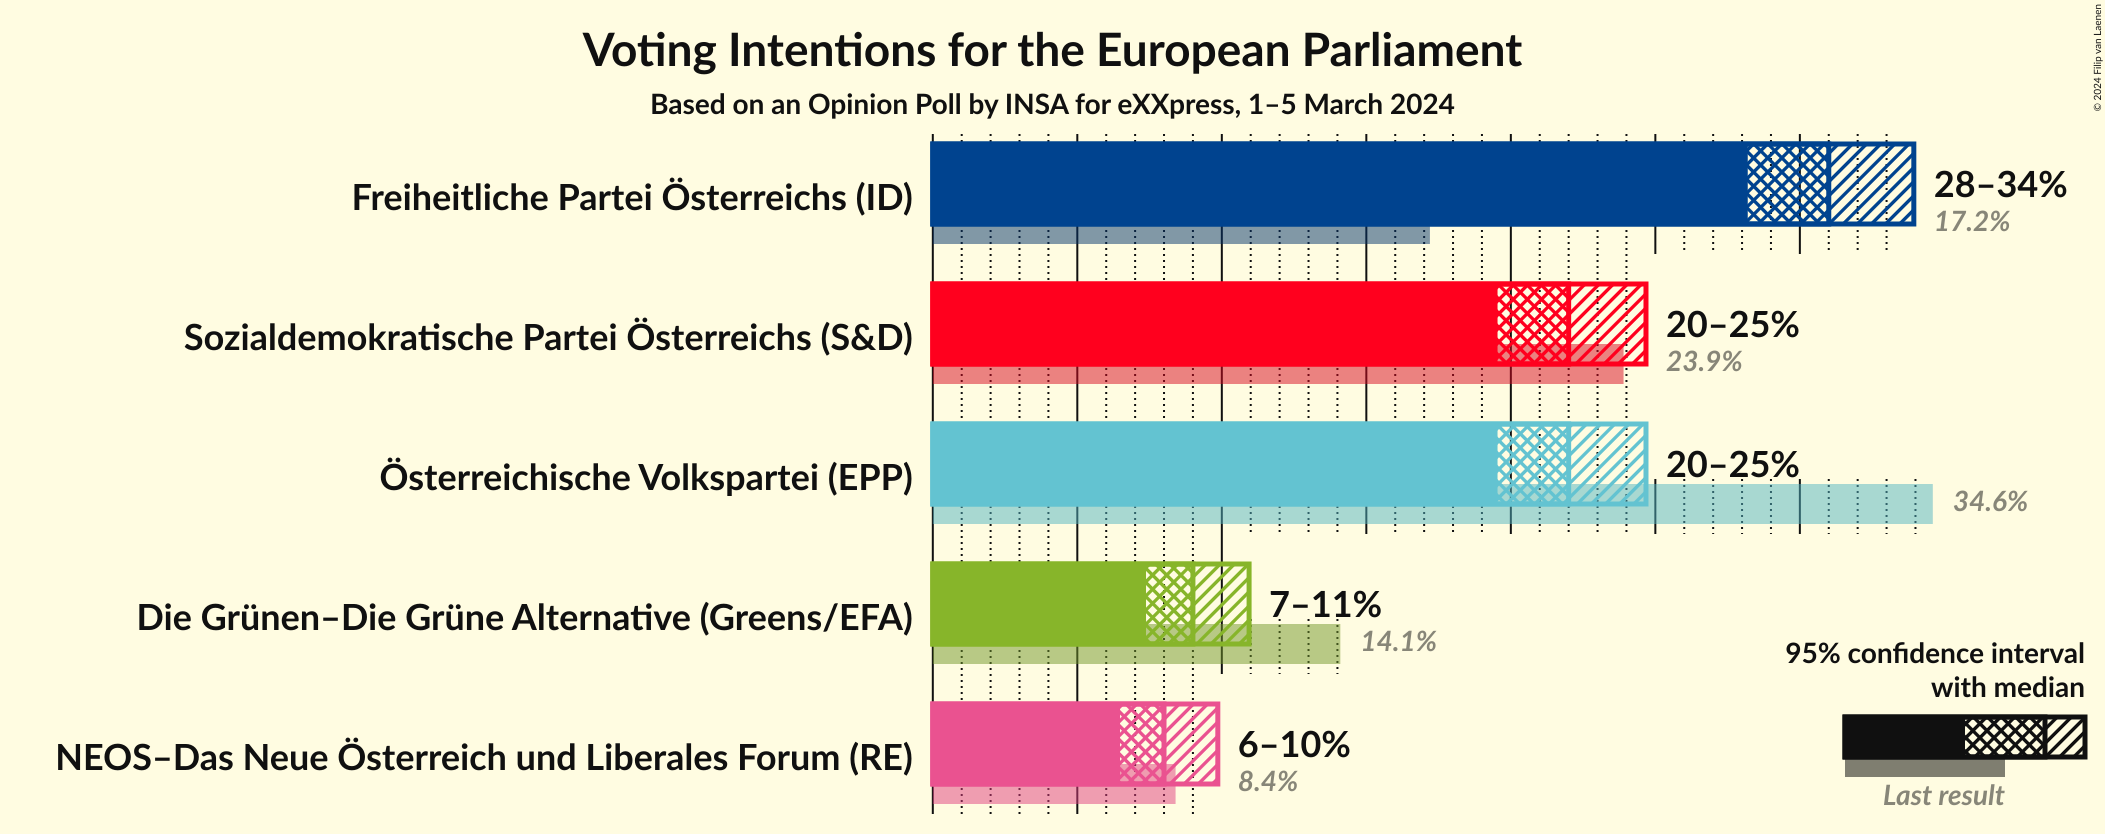 Voting Intentions for the European Parliament
Based on an Opinion Poll by INSA for eXXpress, 1–5 March 2024
© 2024 Filip van Laenen
Freiheitliche Partei Österreichs (ID)
28–34%
17.2%
Sozialdemokratische Partei Österreichs (S&D)
20–25%
23.9%
Österreichische Volkspartei (EPP)
20–25%
34.6%
Die Grünen–Die Grüne Alternative (Greens/EFA)
7–11%
14.1%
NEOS–Das Neue Österreich und Liberales Forum (RE)
6–10%
8.4%
95% confidence interval
with median
Last result